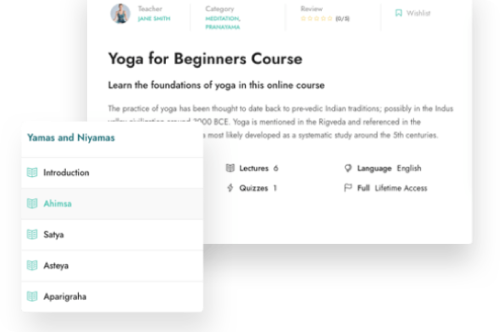 Teacher
JANE SMITH
Category
MEDITATION,
PRANAYAMA
Review
(0/5)
Wishlist
Yoga for Beginners Course
Learn the foundations of yoga in this online course
The practice of yoga has been thought to date back to pre-vedic Indian traditions; possibly in the Indus
valley civilization around 3000 BCE. Yoga is mentioned in the Rigveda and referenced in the
most likely developed as a systematic study around the 5th centuries.
Lectures 6
Language English
Quizzes 1
Full Lifetime Access
Yamas and Niyamas
Introduction
Ahimsa
Satya
Asteya
Aparigraha